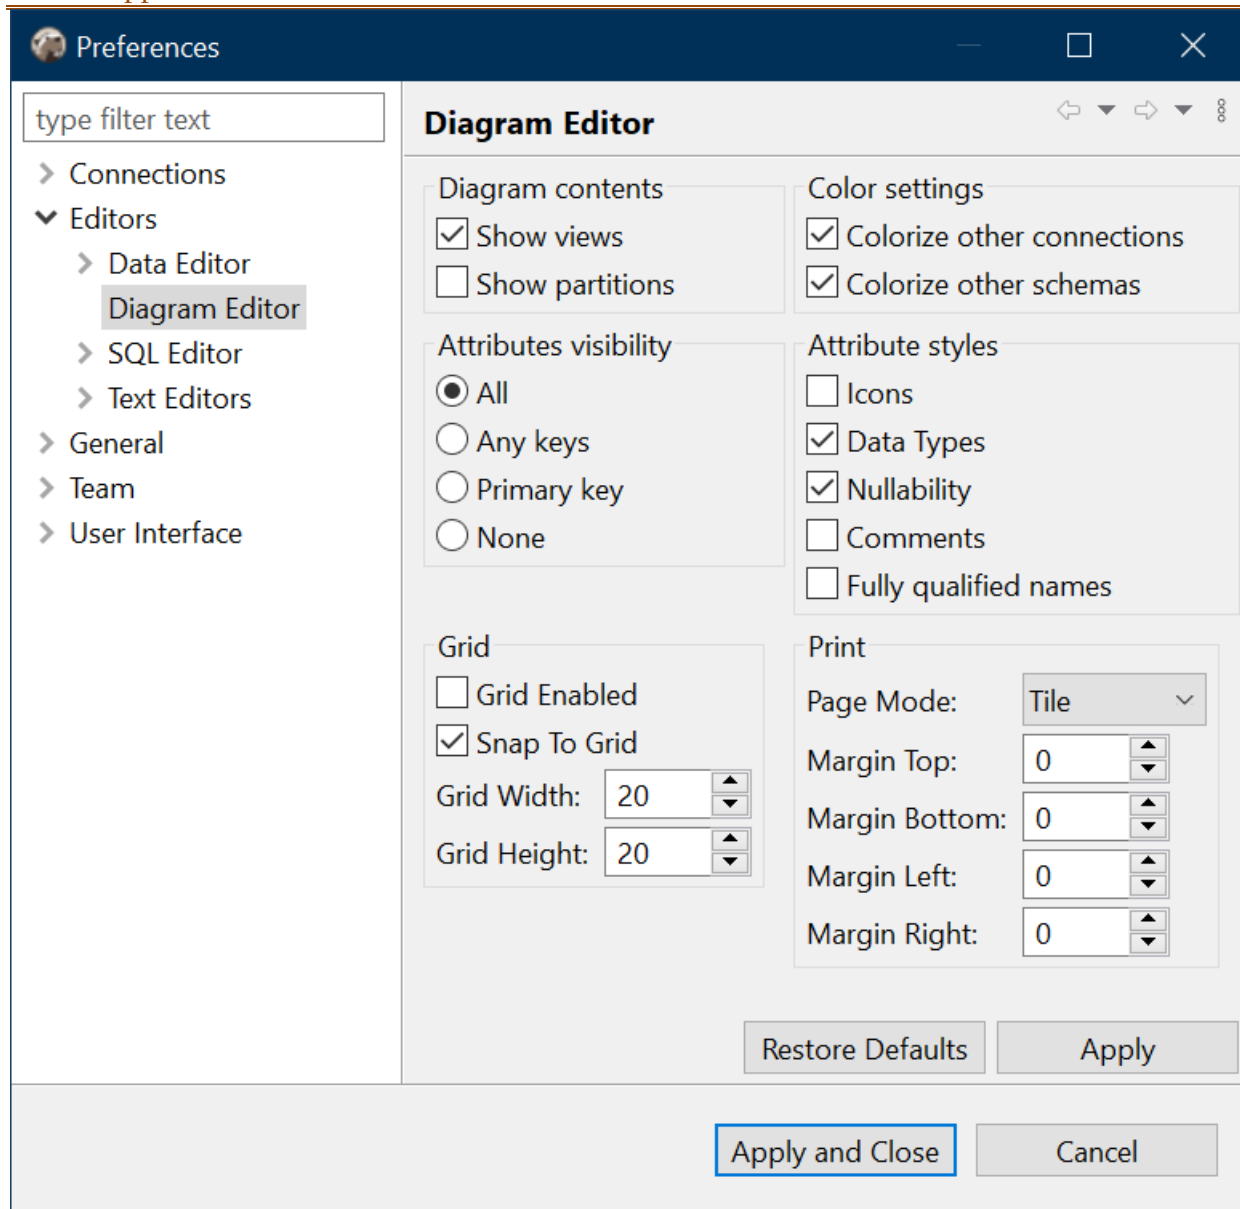 Preferences
type filter text
Connections
Editors
Data Editor
Diagram Editor
SQL Editor
Text Editors
General
Team
User Interface
Diagram Editor
Diagram contents
Show views
Show partitions
Color settings
Colorize other connections
Colorize other schemas
Attributes visibility
All
Any keys
Primary key
None
Attribute styles
Icons
Data Types
Nullability
Comments
Fully qualified names
Grid
Grid Enabled
Snap To Grid
Grid Width: 20
Grid Height: 20
Print
Page Mode: Tile
Margin Top: 0
Margin Bottom: 0
Margin Left: 0
Margin Right: 0
Restore Defaults
Apply
Apply and Close
Cancel